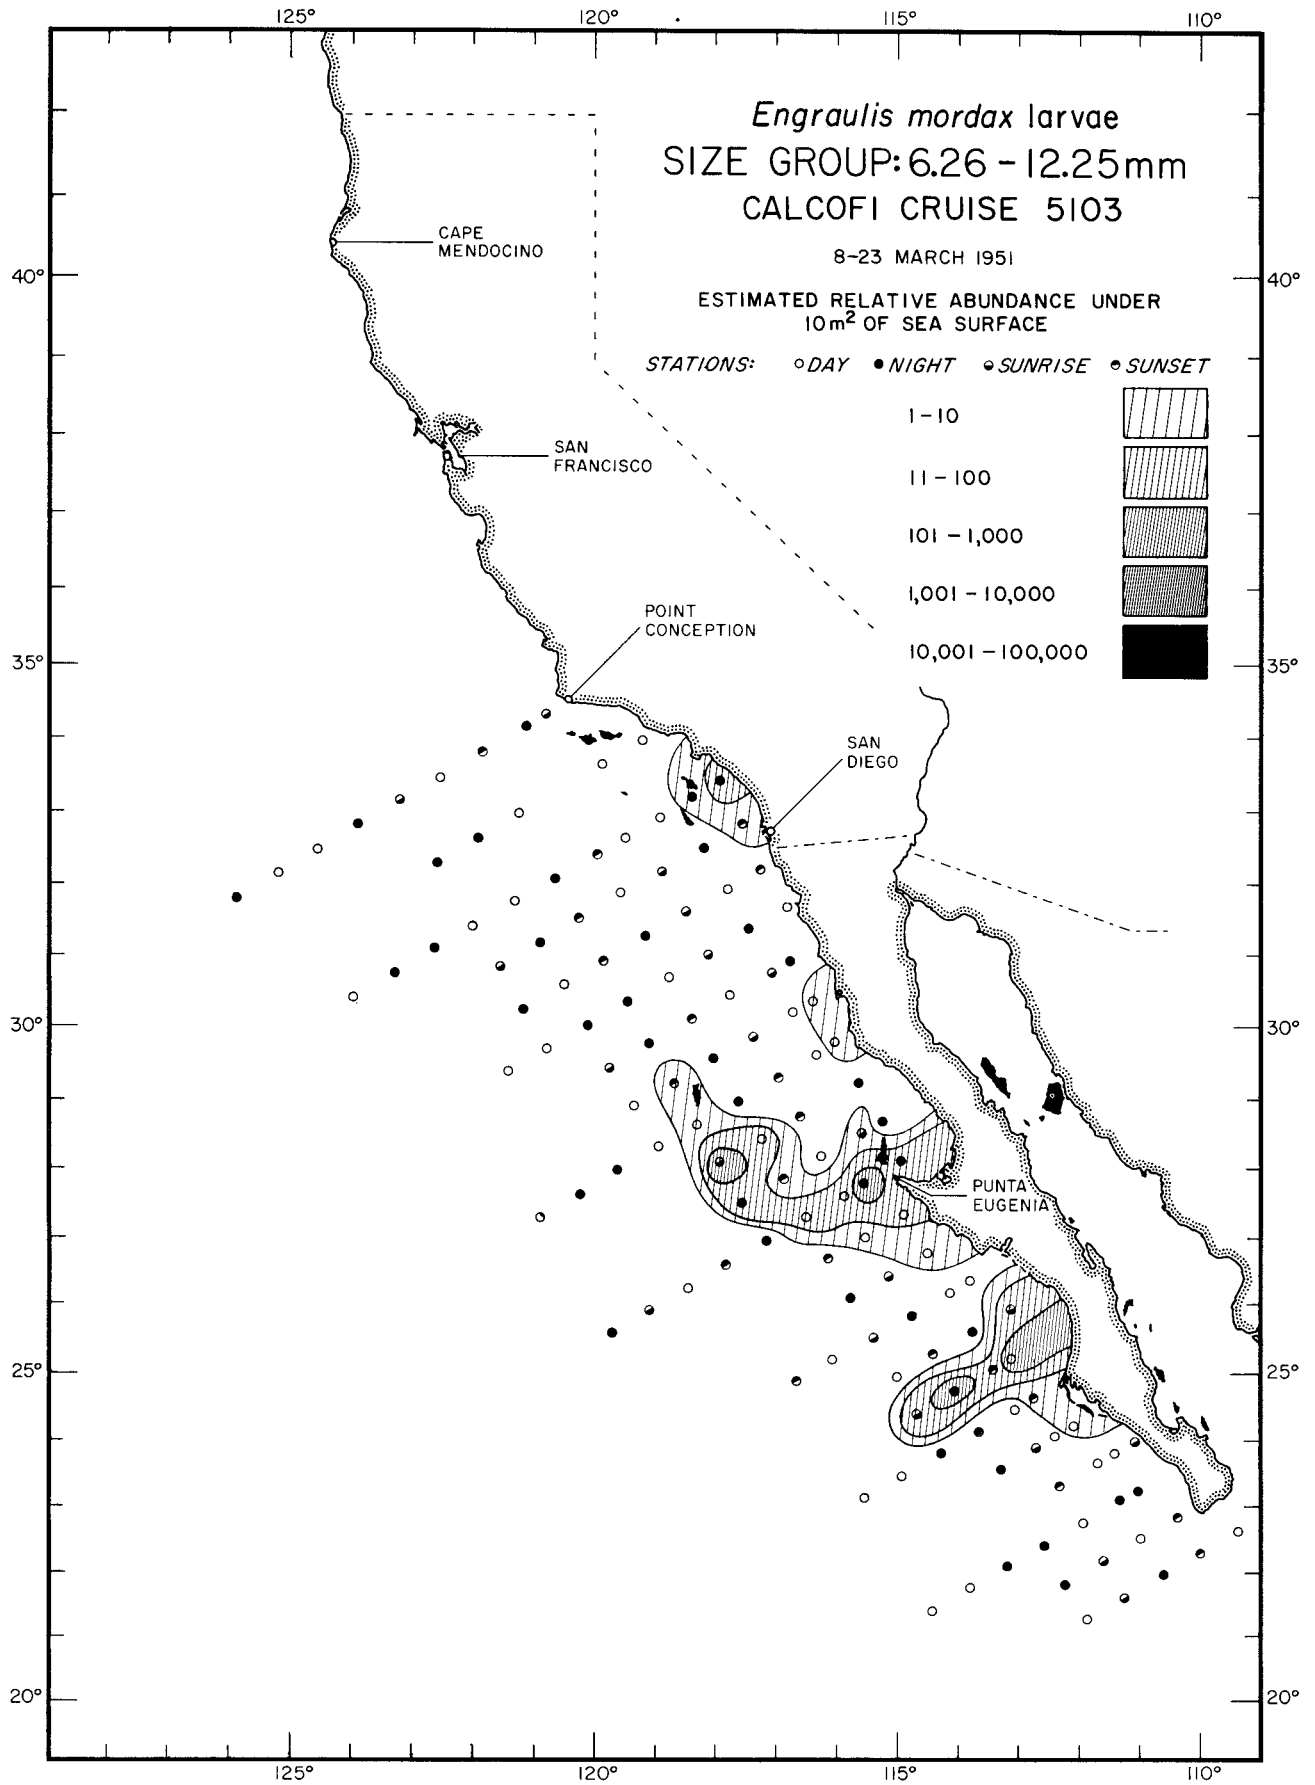 125° 120° 115° 110°
Engraulis mordax larvae
SIZE GROUP: 6.26 – 12.25mm
CALCOFI CRUISE 5103
8–23 MARCH 1951
ESTIMATED RELATIVE ABUNDANCE UNDER
10m² OF SEA SURFACE
STATIONS: DAY NIGHT SUNRISE SUNSET
1–10
11–100
101–1,000
1,001–10,000
10,001–100,000
CAPE
MENDOCINO
40° 40°
SAN
FRANCISCO
POINT
CONCEPTION
35° 35°
SAN
DIEGO
30° 30°
PUNTA
EUGENIA
25° 25°
20° 20°
125° 120° 115° 110°